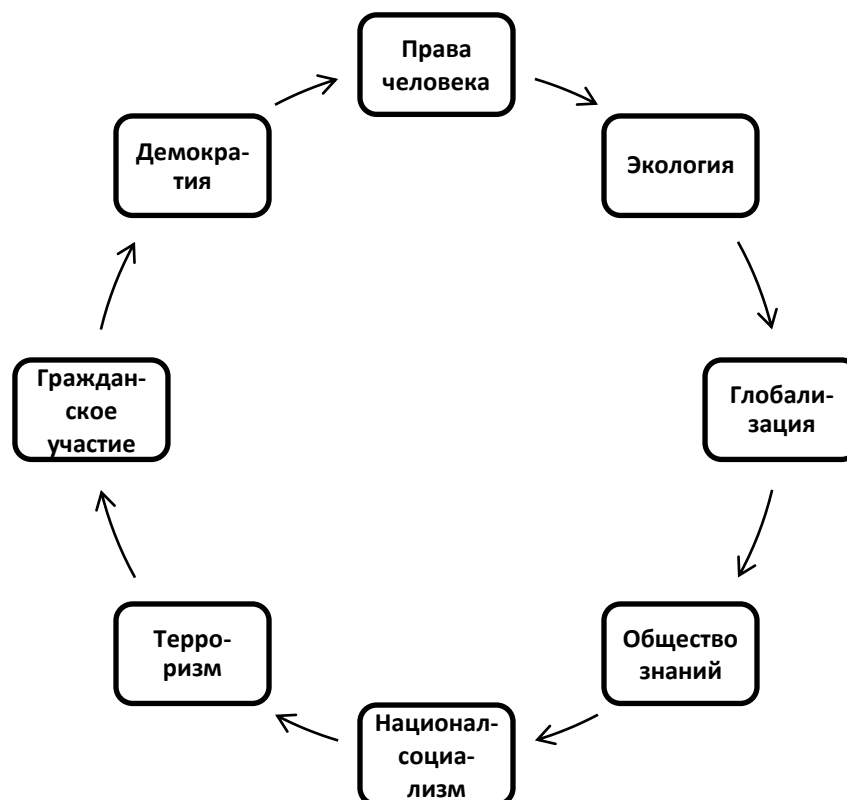 Права
человека
Экология
Глобали-
зация
Общество
знаний
Национал-
социа-
лизм
Терро-
ризм
Граждан-
ское
участие
Демокра-
тия